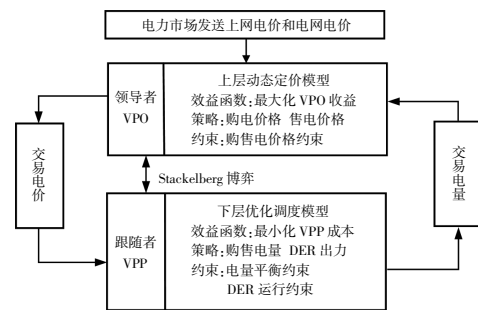 电力市场发送上网电价和电网电价
领导者
VPO
上层动态定价模型
效益函数:最大化 VPO 收益
策略:购电价格 售电价格
约束:购售电价格约束
交易电价
Stackelberg 博弈
交易电量
跟随者
VPP
下层优化调度模型
效益函数:最小化 VPP 成本
策略:购售电量 DER 出力
约束:电量平衡约束
DER 运行约束